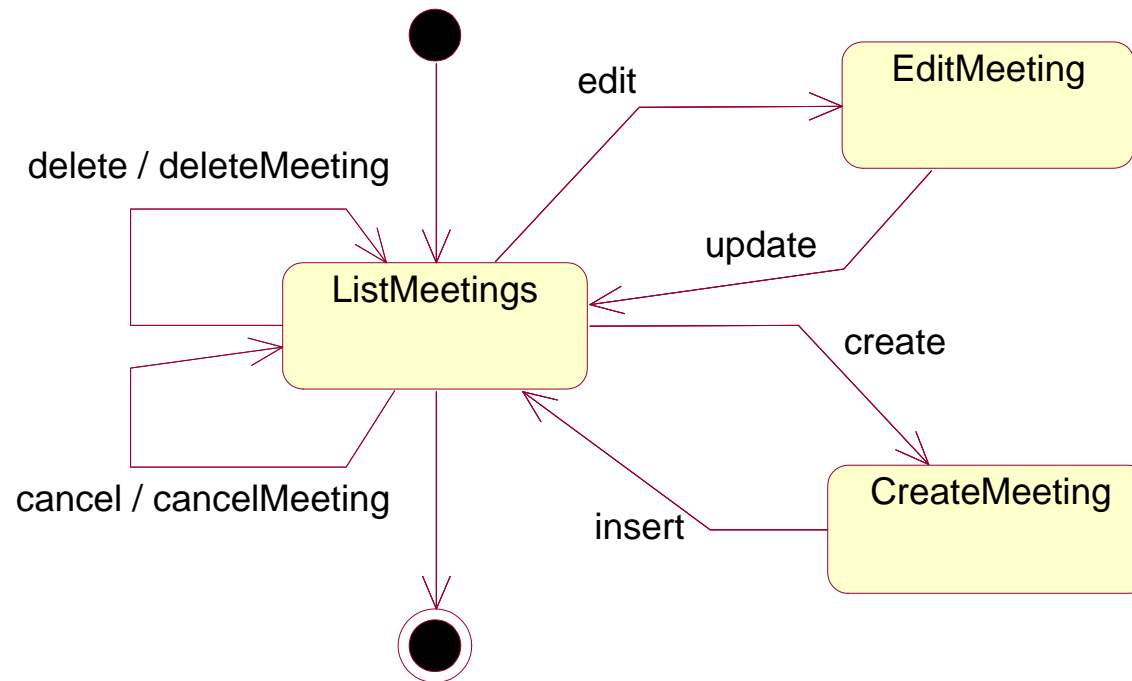 EditMeeting
edit
delete / deleteMeeting
update
ListMeetings
create
CreateMeeting
cancel / cancelMeeting
insert